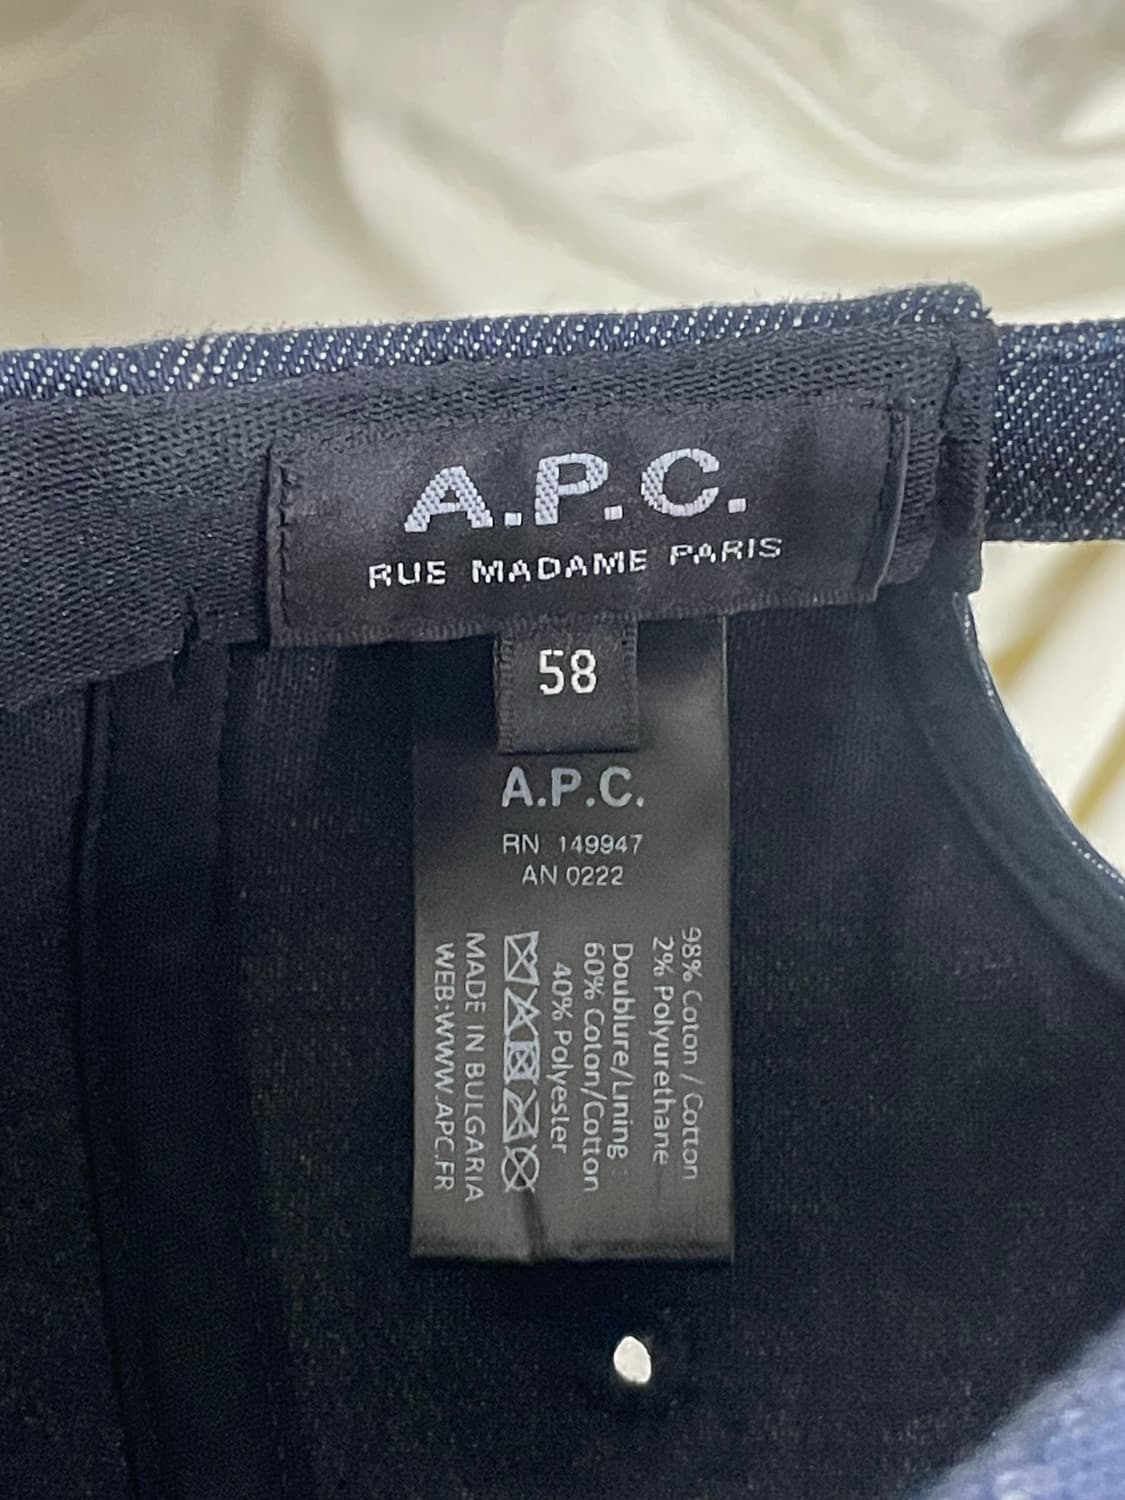 A.P.C.
RUE MADAME PARIS
58
A.P.C.
RN 149947
AN 0222
98% Coton / Cotton
2% Polyurethane
Doublure/Lining
60% Coton/Cotton
40% Polyester
MADE IN BULGARIA
WEB:WWW.APC.FR